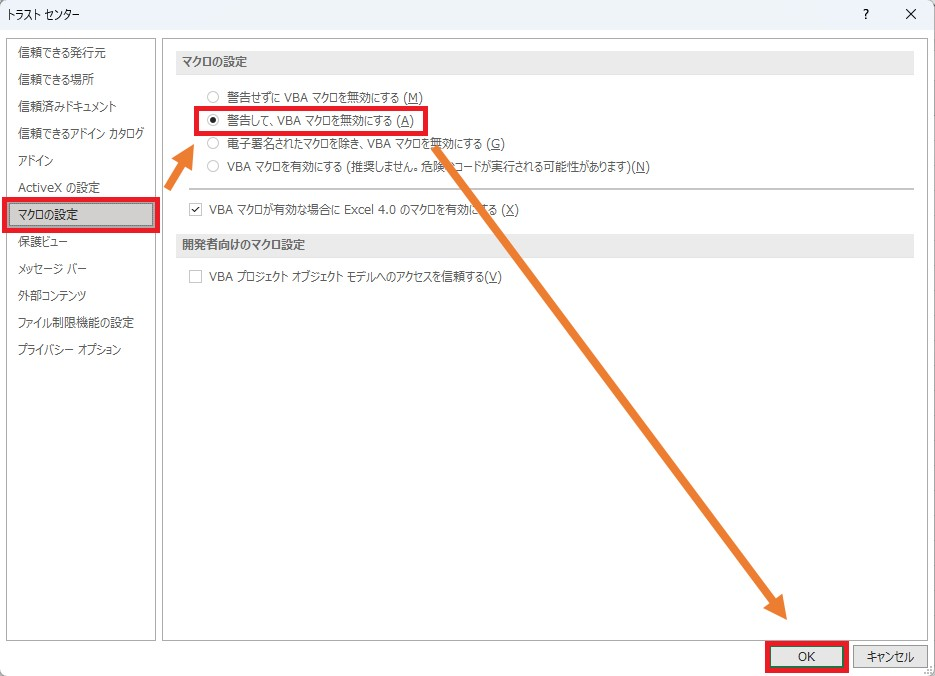 トラスト センター
?
信頼できる発行元
信頼できる場所
信頼済みドキュメント
信頼できるアドイン カタログ
アドイン
ActiveX の設定
マクロの設定
保護ビュー
メッセージ バー
外部コンテンツ
ファイル制限機能の設定
プライバシー オプション
マクロの設定
警告せずに VBA マクロを無効にする (M)
警告して、VBA マクロを無効にする (A)
電子署名されたマクロを除き、VBA マクロを無効にする (G)
VBA マクロを有効にする (推奨しません。危険なコードが実行される可能性があります)(N)
VBA マクロが有効な場合に Excel 4.0 のマクロを有効にする (X)
開発者向けのマクロ設定
VBA プロジェクト オブジェクト モデルへのアクセスを信頼する(V)
OK
キャンセル